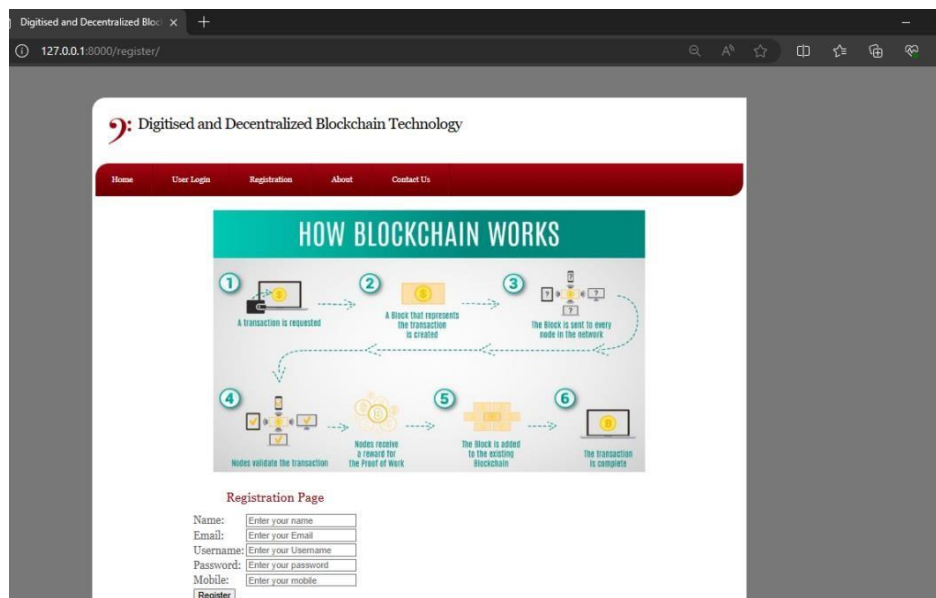 Digitised and Decentralized Bloc
127.0.0.1:8000/register/
Digitised and Decentralized Blockchain Technology
Home User Login Registration About Contact Us
HOW BLOCKCHAIN WORKS
1
A transaction is requested
2
A Block that represents
the transaction
is created
3
The Block is sent to every
node in the network
4
Nodes validate the transaction
Nodes receive
a reward for
the Proof of Work
5
The Block is added
to the existing
Blockchain
6
The transaction
is complete
Registration Page
Name: Enter your name
Email: Enter your Email
Username: Enter your Username
Password: Enter your password
Mobile: Enter your mobile
Register